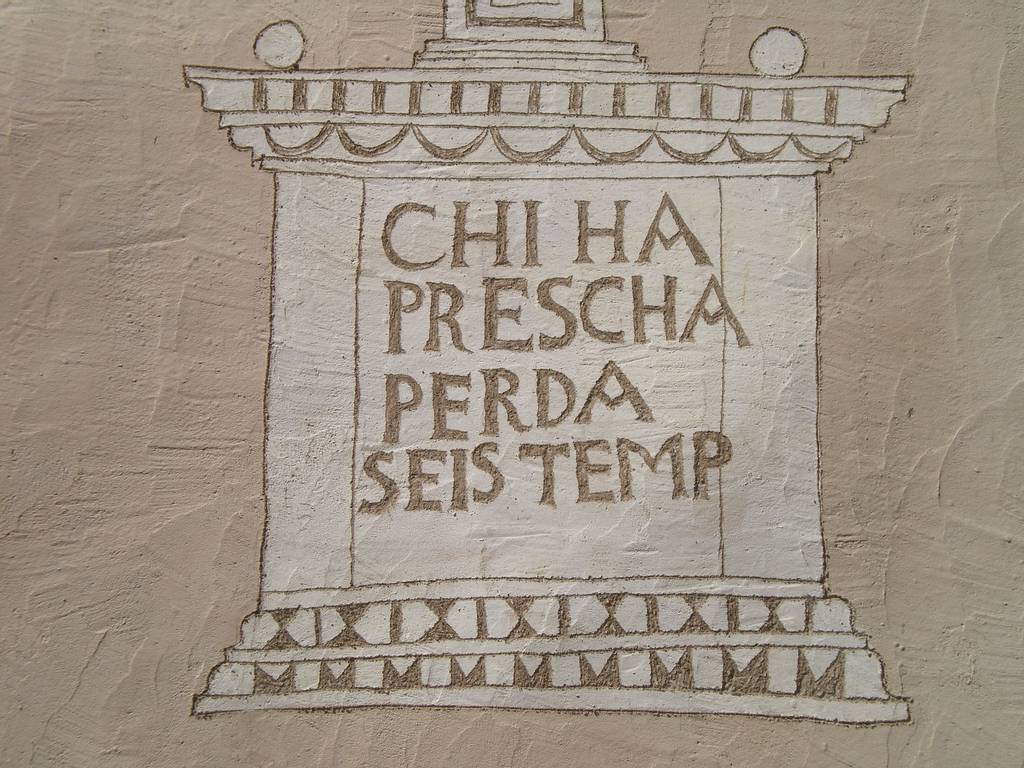 CHI HA
PRESCHA
PERDA
SEIS TEMP